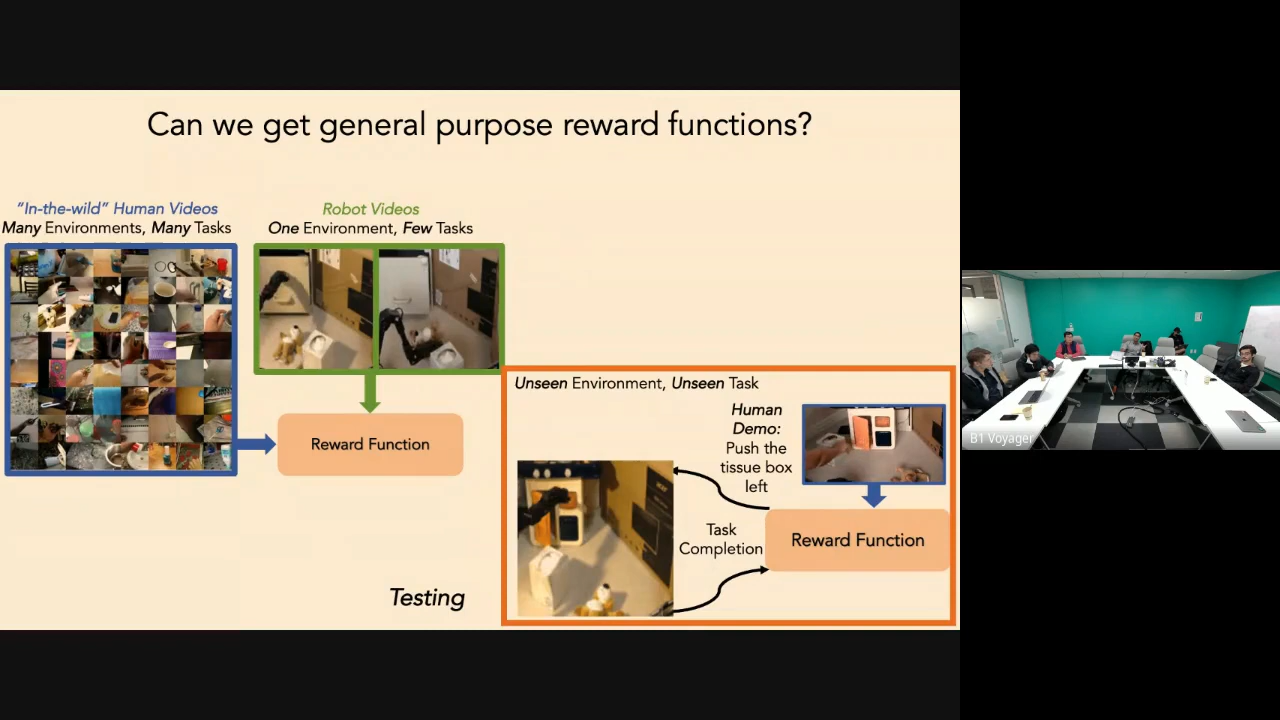 Can we get general purpose reward functions?
"In-the-wild" Human Videos
Many Environments, Many Tasks
Robot Videos
One Environment, Few Tasks
Reward Function
Unseen Environment, Unseen Task
Human
Demo:
Push the
tissue box
left
Task
Completion
Reward Function
Testing
B1 Voyager